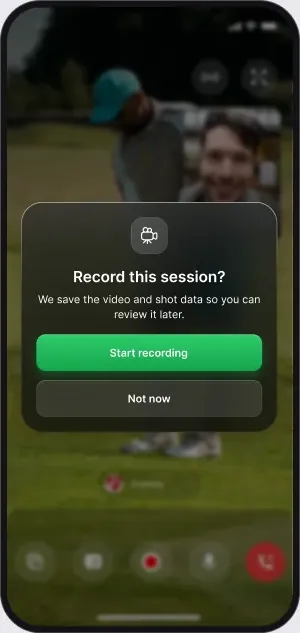 Record this session?
We save the video and shot data so you can
review it later.
Start recording
Not now